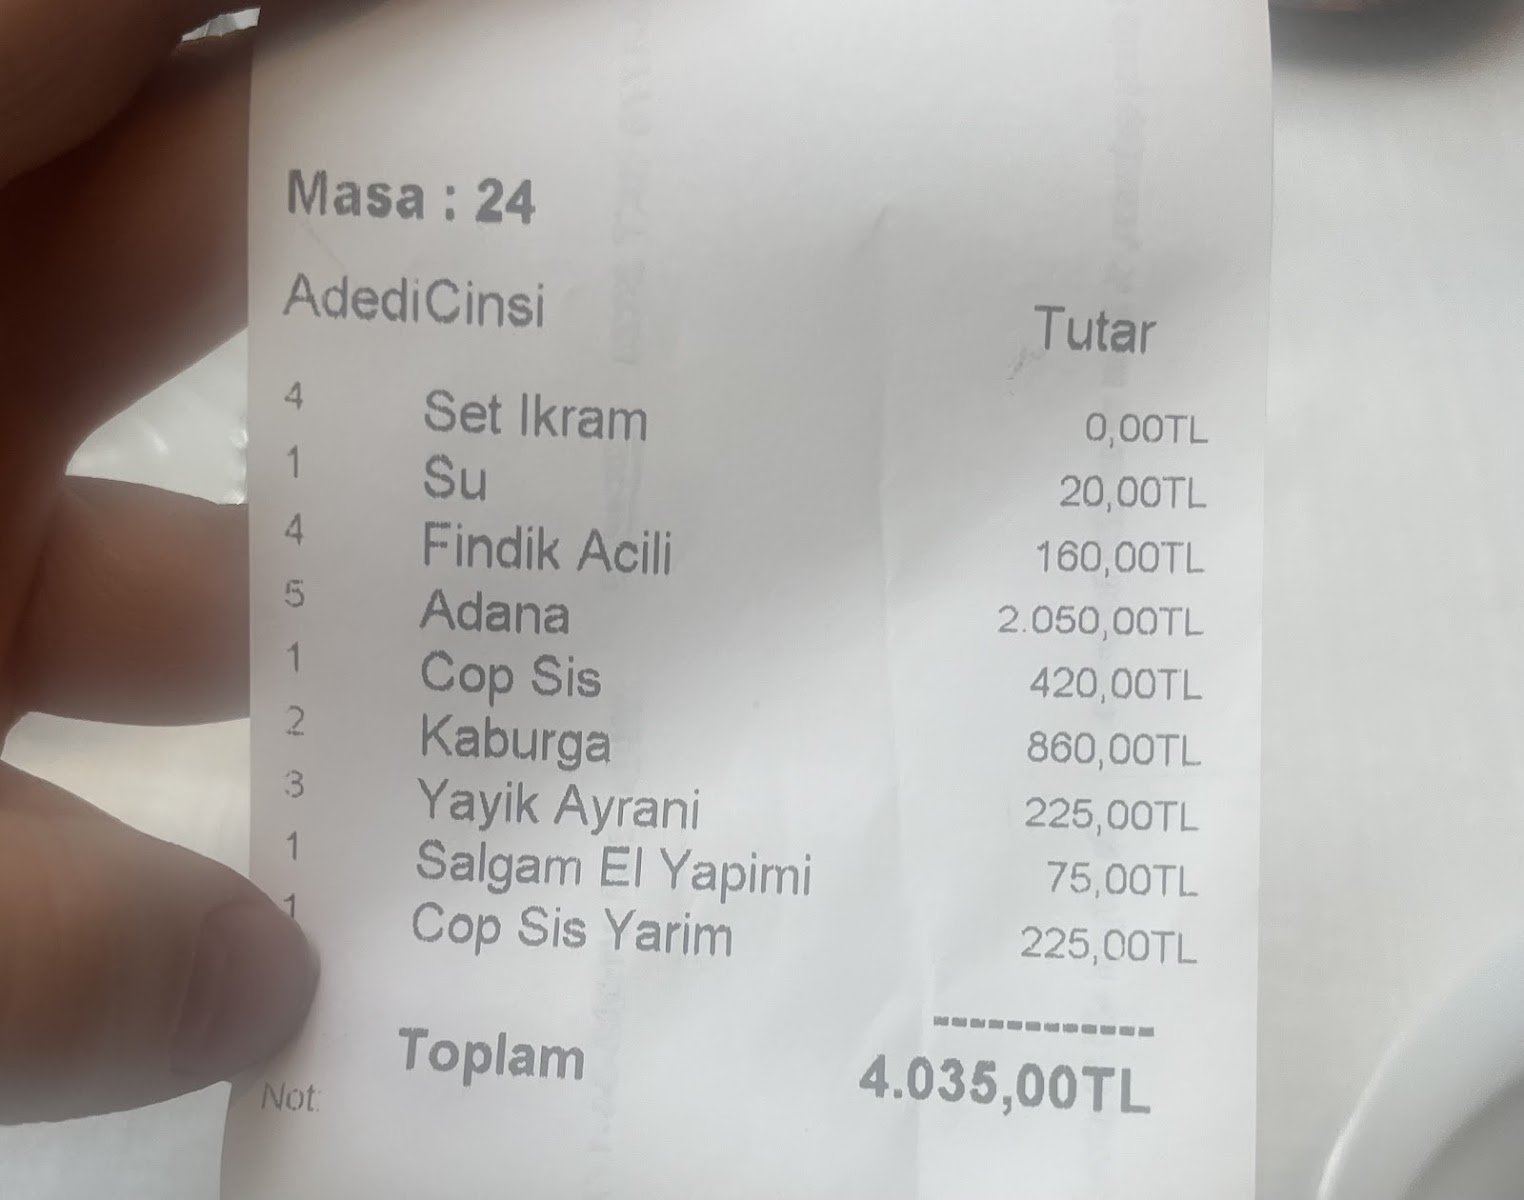 Masa : 24
AdediCinsi Tutar
4 Set Ikram 0,00TL
1 Su 20,00TL
4 Findik Acili 160,00TL
5 Adana 2.050,00TL
1 Cop Sis 420,00TL
2 Kaburga 860,00TL
3 Yayik Ayrani 225,00TL
1 Salgam El Yapimi 75,00TL
1 Cop Sis Yarim 225,00TL
------------
Toplam 4.035,00TL
Not: